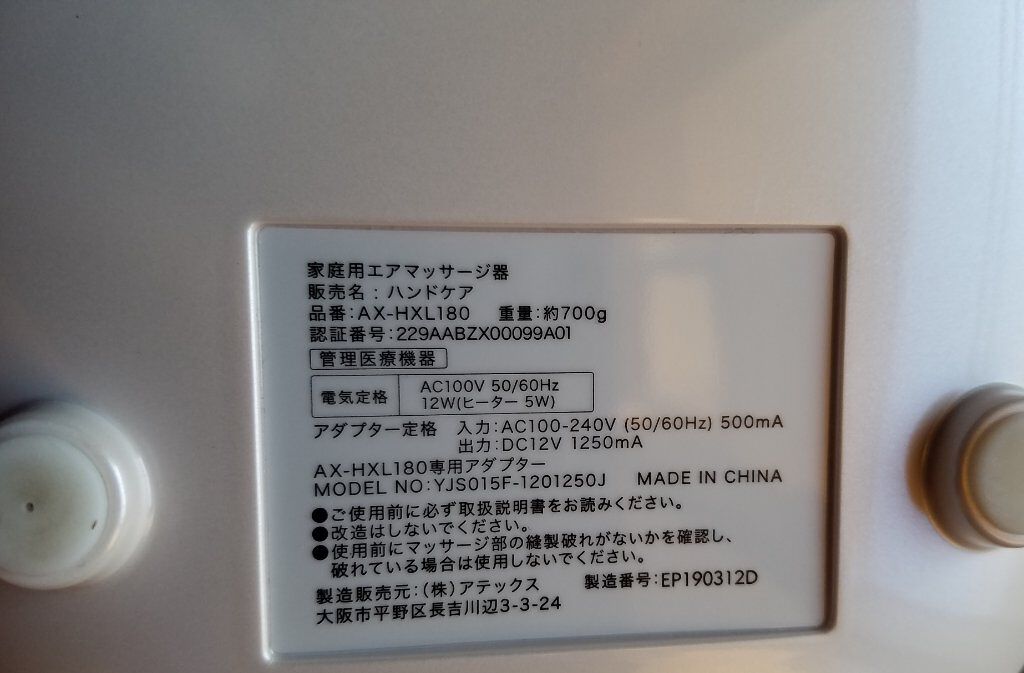 家庭用エアマッサージ器
販売名：ハンドケア
品番：AX-HXL180　重量：約700g
認証番号：229AABZX00099A01
管理医療機器
電気定格　AC100V 50/60Hz
12W(ヒーター 5W)
アダプター定格　入力：AC100-240V (50/60Hz) 500mA
出力：DC12V 1250mA
AX-HXL180専用アダプター
MODEL NO：YJS015F-1201250J　MADE IN CHINA
●ご使用前に必ず取扱説明書をお読みください。
●改造はしないでください。
●使用前にマッサージ部の縫製破れがないかを確認し、
破れている場合は使用しないでください。
製造販売元：(株)アテックス　製造番号：EP190312D
大阪市平野区長吉川辺3-3-24